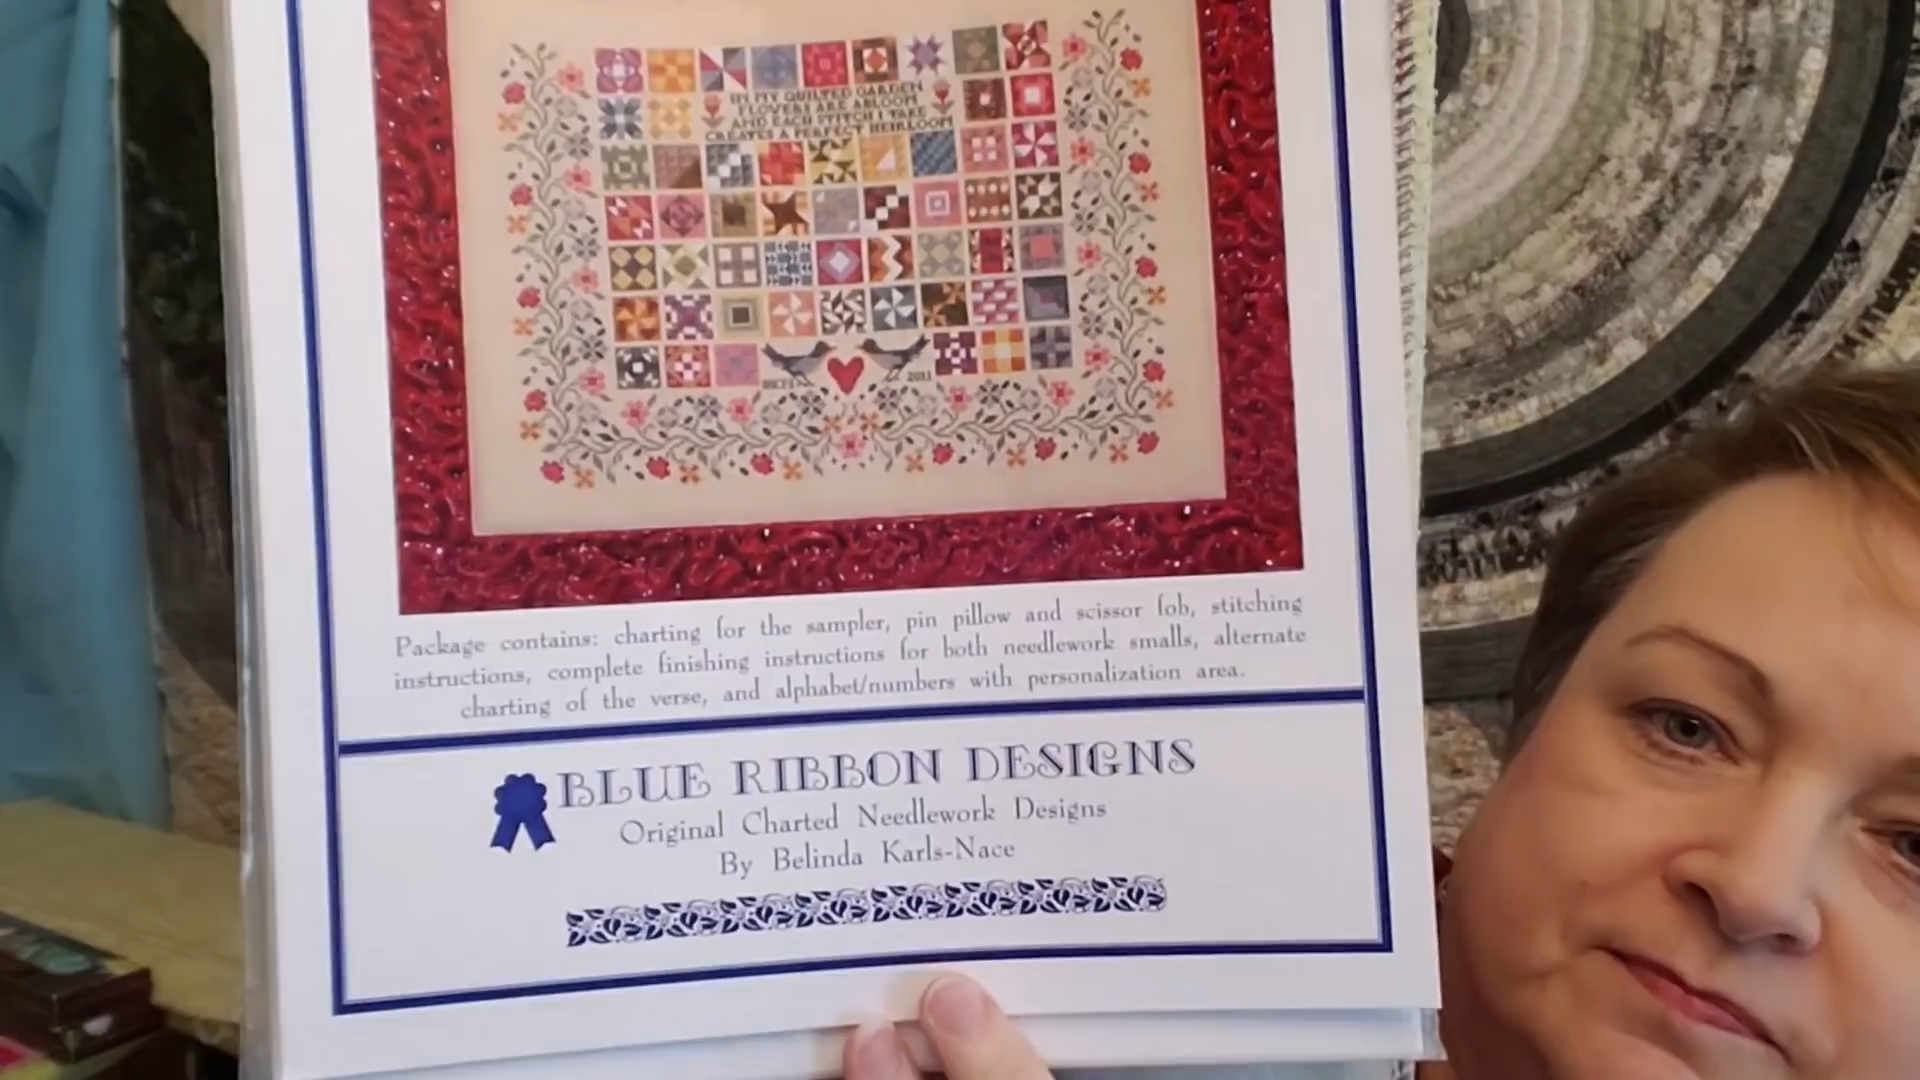 IN MY QUILTED GARDEN
FLOWERS ARE ABLOOM
AND EACH STITCH I TAKE
CREATES A PERFECT HEIRLOOM
2011
Package contains: charting for the sampler, pin pillow and scissor fob, stitching
instructions, complete finishing instructions for both needlework smalls, alternate
charting of the verse, and alphabet/numbers with personalization area.
BLUE RIBBON DESIGNS
Original Charted Needlework Designs
By Belinda Karls-Nace